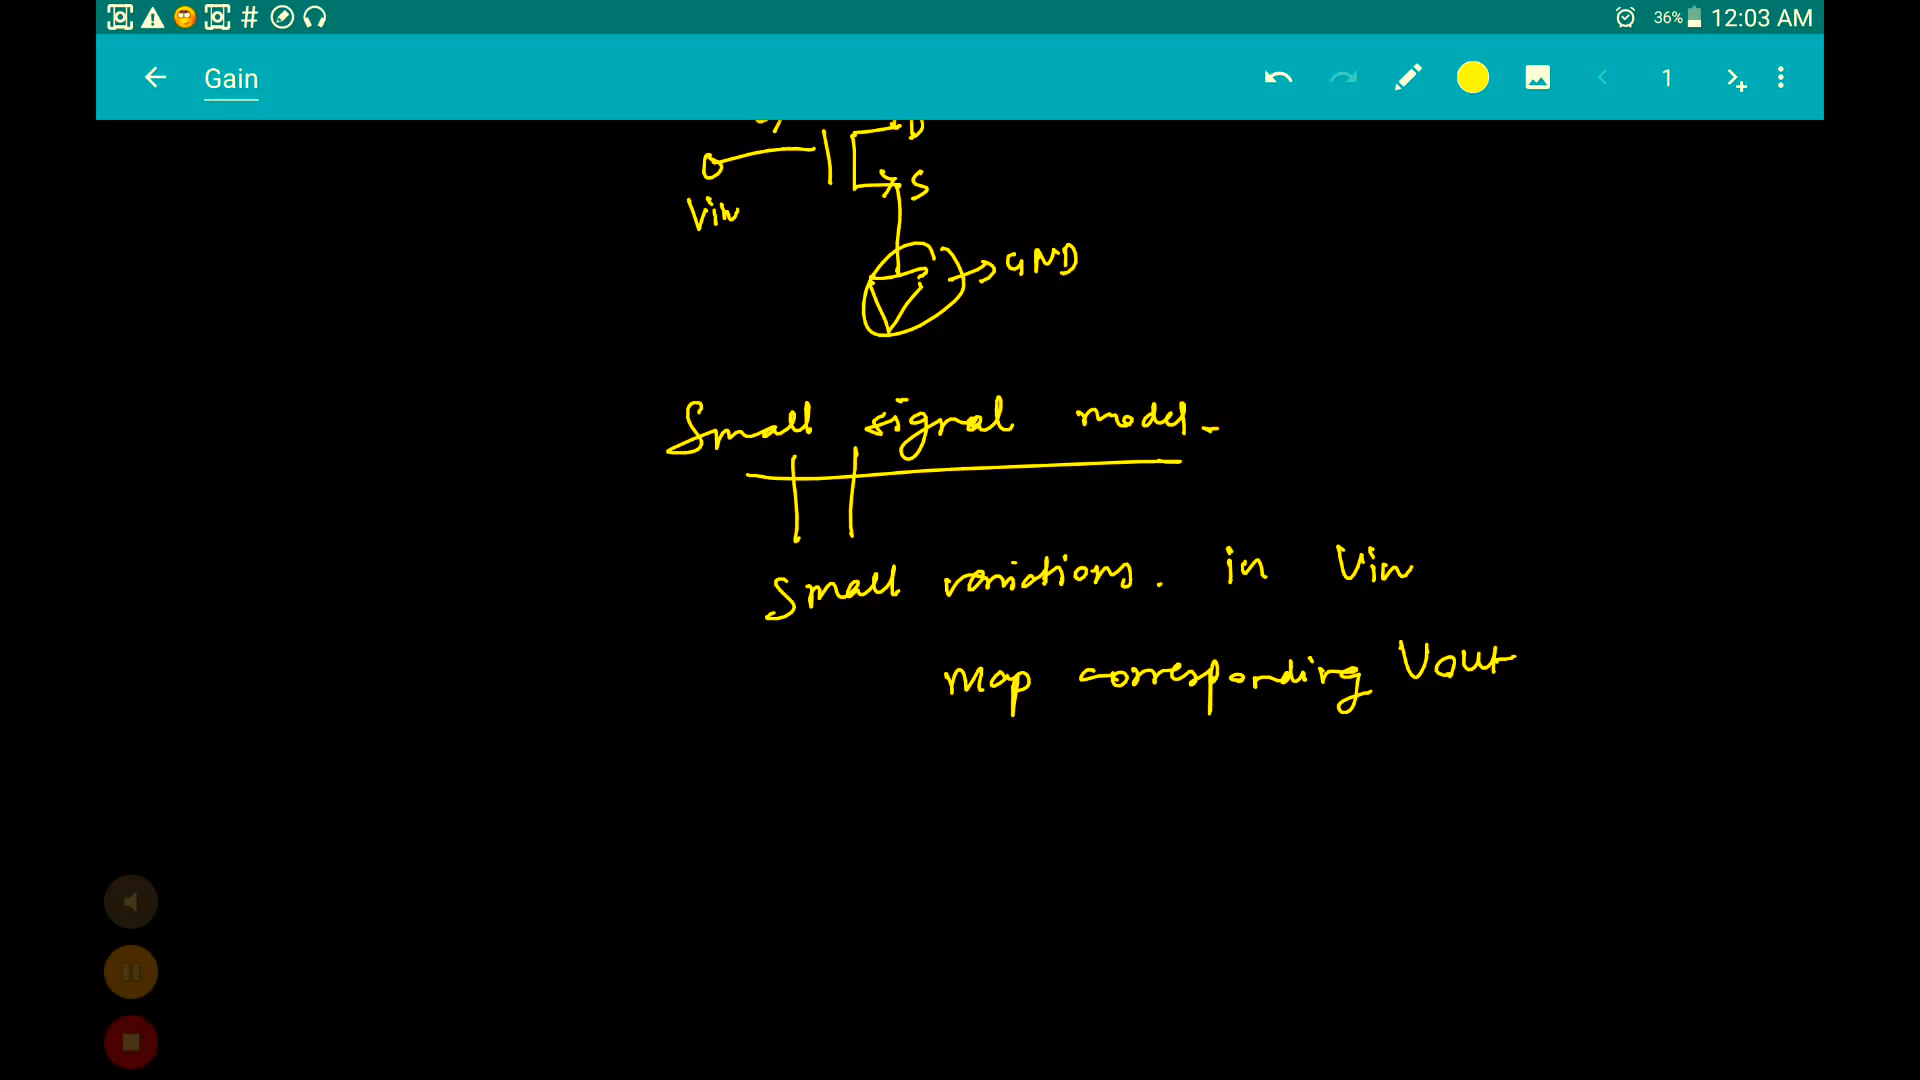 # 36% 12:03 AM
Gain 1
D
S
Vin
GND
Small signal model-
Small variations. in Vin
Map corresponding Vout